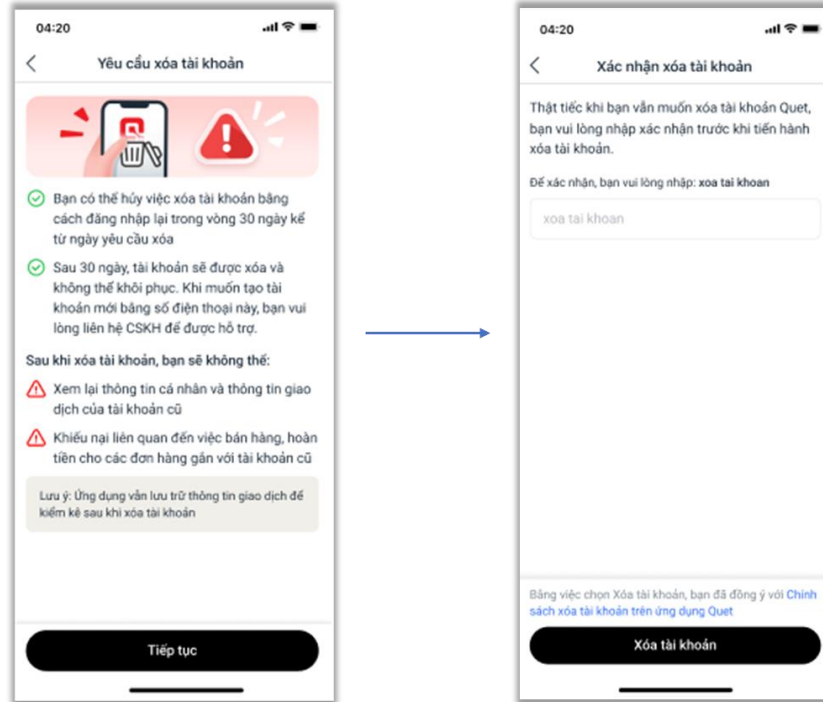 04:20
Yêu cầu xóa tài khoản
Bạn có thể hủy việc xóa tài khoản bằng
cách đăng nhập lại trong vòng 30 ngày kể
từ ngày yêu cầu xóa
Sau 30 ngày, tài khoản sẽ được xóa và
không thể khôi phục. Khi muốn tạo tài
khoản mới bằng số điện thoại này, bạn vui
lòng liên hệ CSKH để được hỗ trợ.
Sau khi xóa tài khoản, bạn sẽ không thể:
Xem lại thông tin cá nhân và thông tin giao
dịch của tài khoản cũ
Khiếu nại liên quan đến việc bán hàng, hoàn
tiền cho các đơn hàng gắn với tài khoản cũ
Lưu ý: Ứng dụng vẫn lưu trữ thông tin giao dịch để
kiểm kê sau khi xóa tài khoản
Tiếp tục
04:20
Xác nhận xóa tài khoản
Thật tiếc khi bạn vẫn muốn xóa tài khoản Quet,
bạn vui lòng nhập xác nhận trước khi tiến hành
xóa tài khoản.
Để xác nhận, bạn vui lòng nhập: xoa tai khoan
xoa tai khoan
Bằng việc chọn Xóa tài khoản, bạn đã đồng ý với Chính
sách xóa tài khoản trên ứng dụng Quet
Xóa tài khoản